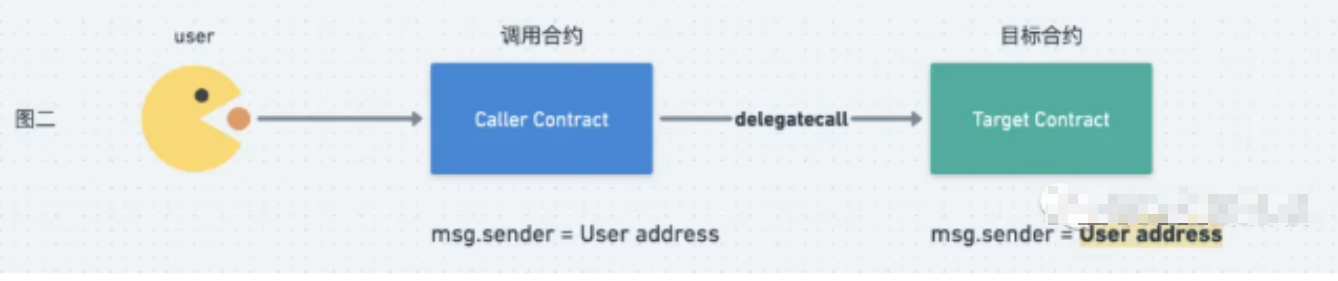 user
调用合约
目标合约
图二
Caller Contract
delegatecall
Target Contract
msg.sender = User address
msg.sender = User address